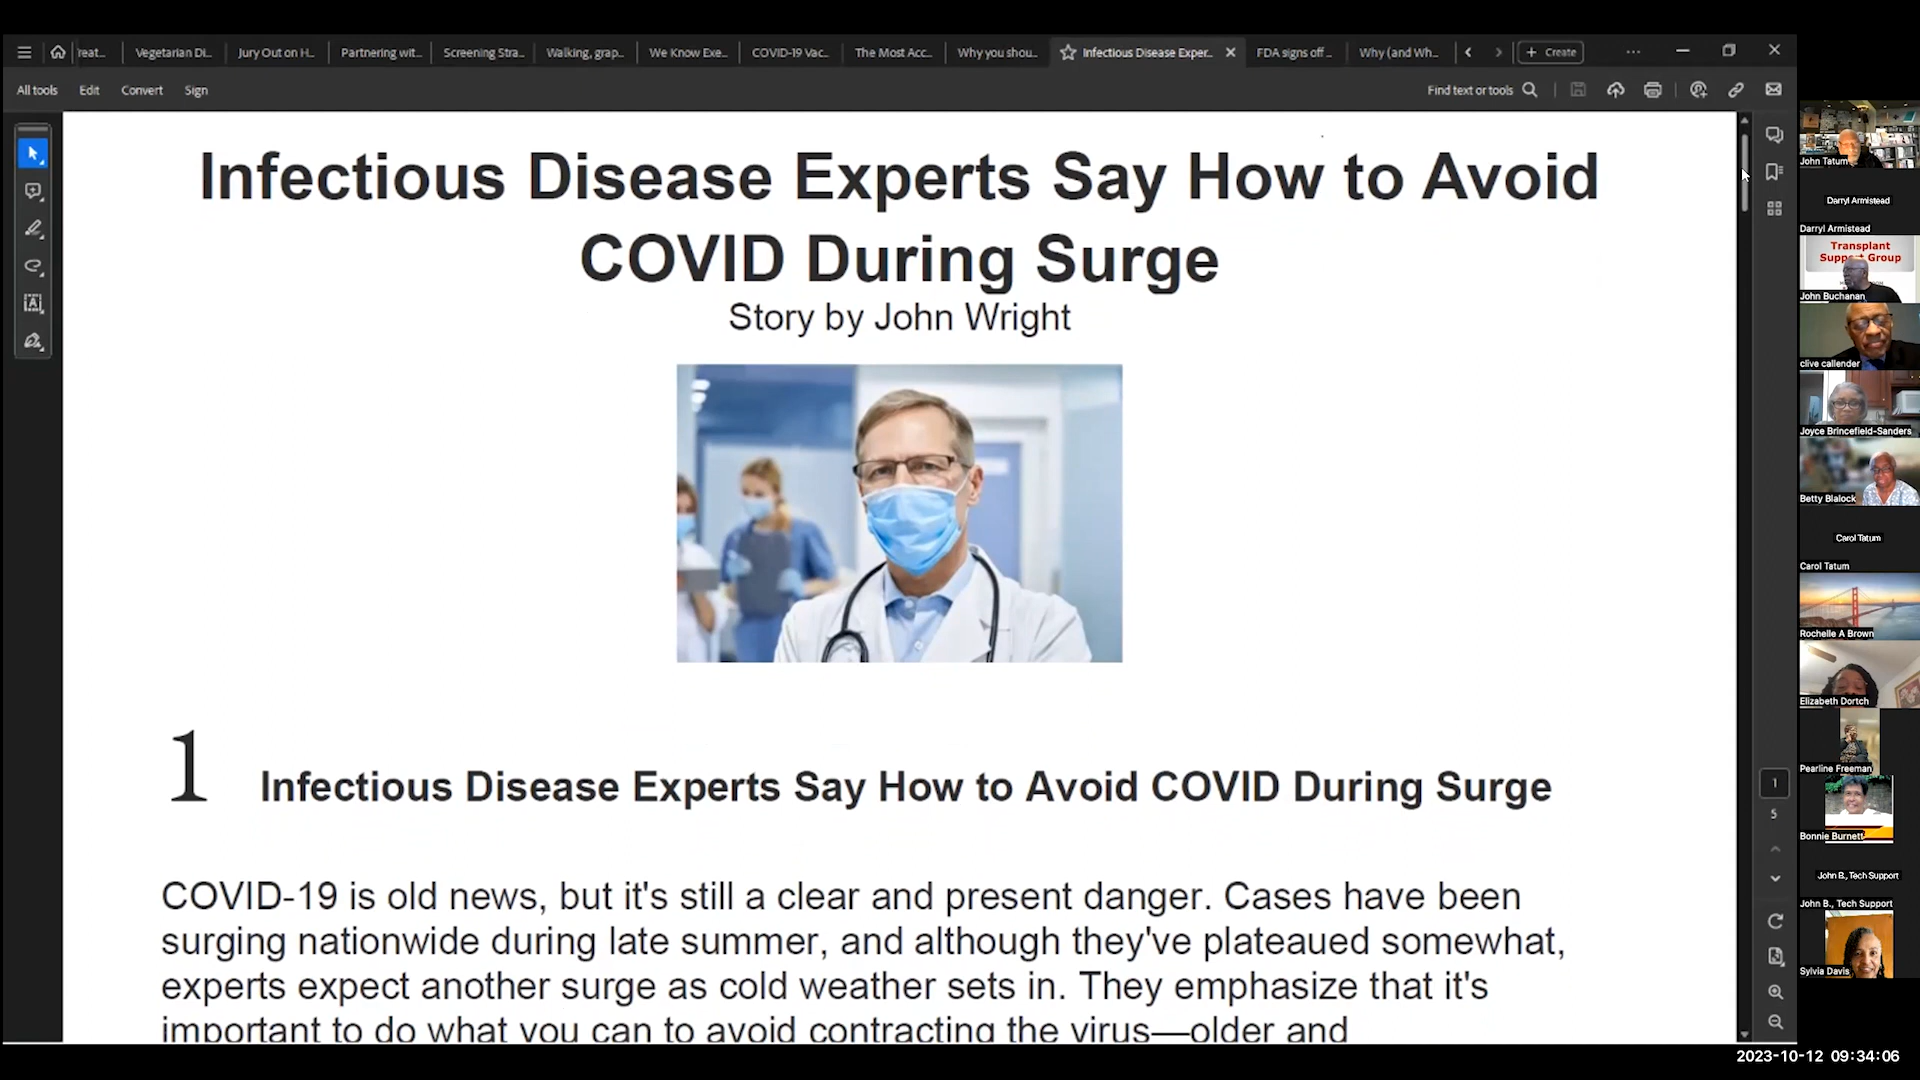 reat...
Vegetarian Di...
Jury Out on H...
Partnering wit...
Screening Stra...
Walking, grap...
We Know Exe...
COVID-19 Vac...
The Most Acc...
Why you shou...
Infectious Disease Exper...
FDA signs off ...
Why (and Wh...
Create
All tools
Edit
Convert
Sign
Find text or tools
Infectious Disease Experts Say How to Avoid
COVID During Surge
Story by John Wright
1 Infectious Disease Experts Say How to Avoid COVID During Surge
COVID-19 is old news, but it's still a clear and present danger. Cases have been
surging nationwide during late summer, and although they've plateaued somewhat,
experts expect another surge as cold weather sets in. They emphasize that it's
important to do what you can to avoid contracting the virus—older and
1
5
John Tatum
Darryl Armistead
Darryl Armistead
Transplant
Support Group
John Buchanan
clive callender
Joyce Brincefield-Sanders
Betty Blalock
Carol Tatum
Carol Tatum
Rochelle A Brown
Elizabeth Dortch
Pearline Freeman
Bonnie Burnett
John B., Tech Support
John B., Tech Support
Sylvia Davis
2023-10-12 09:34:06